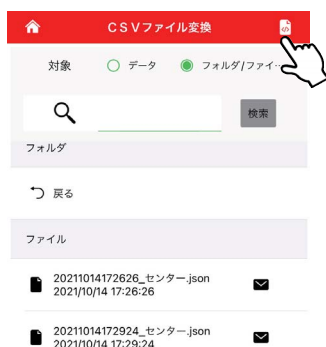 CSVファイル変換
対象 データ フォルダ/ファイ…
検索
フォルダ
戻る
ファイル
20211014172626_センター.json
2021/10/14 17:26:26
20211014172924_センター.json
2021/10/14 17:29:24